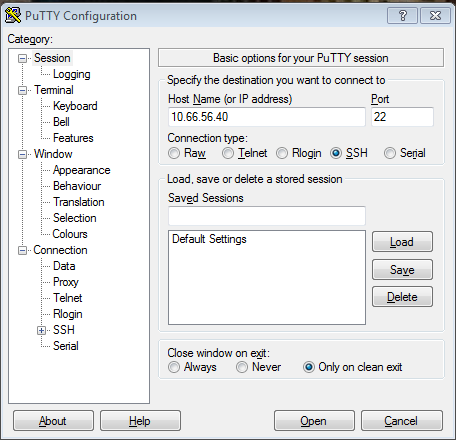 PuTTY Configuration
Category:
Session
Logging
Terminal
Keyboard
Bell
Features
Window
Appearance
Behaviour
Translation
Selection
Colours
Connection
Data
Proxy
Telnet
Rlogin
SSH
Serial
Basic options for your PuTTY session
Specify the destination you want to connect to
Host Name (or IP address) Port
10.66.56.40 22
Connection type:
Raw Telnet Rlogin SSH Serial
Load, save or delete a stored session
Saved Sessions
Default Settings
Load
Save
Delete
Close window on exit:
Always Never Only on clean exit
About Help Open Cancel